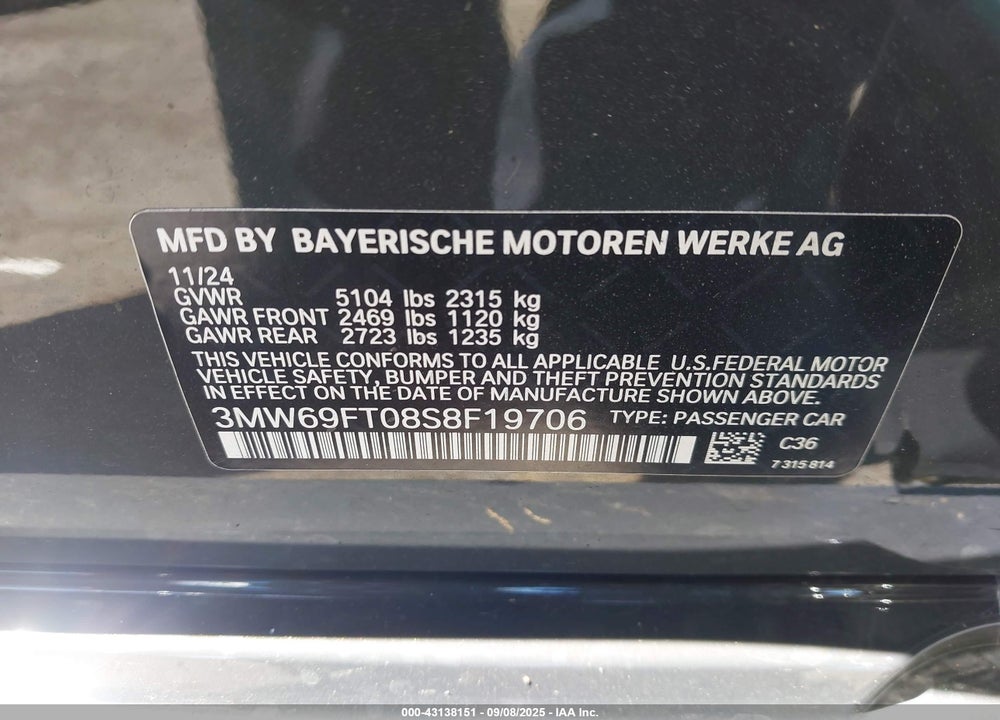 MFD BY BAYERISCHE MOTOREN WERKE AG
11/24
GVWR 5104 lbs 2315 kg
GAWR FRONT 2469 lbs 1120 kg
GAWR REAR 2723 lbs 1235 kg
THIS VEHICLE CONFORMS TO ALL APPLICABLE U.S.FEDERAL MOTOR
VEHICLE SAFETY, BUMPER AND THEFT PREVENTION STANDARDS
IN EFFECT ON THE DATE OF MANUFACTURE SHOWN ABOVE.
3MW69FT08S8F19706 TYPE: PASSENGER CAR
C36
7 315 814
000-43138151 - 09/08/2025 - IAA Inc.